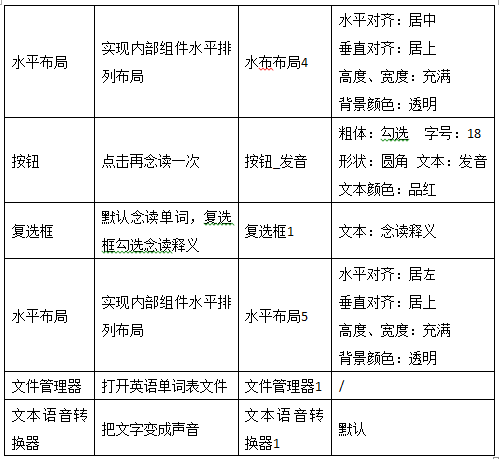 水平布局 实现内部组件水平排 水布布局4 水平对齐：居中
列布局 垂直对齐：居上
高度、宽度：充满
背景颜色：透明
按钮 点击再念读一次 按钮_发音 粗体：勾选 字号：18
形状：圆角 文本：发音
文本颜色：品红
复选框 默认念读单词，复选 复选框1 文本：念读释义
框勾选念读释义
水平布局 实现内部组件水平排 水平布局5 水平对齐：居左
列布局 垂直对齐：居上
高度、宽度：充满
背景颜色：透明
文件管理器 打开英语单词表文件 文件管理器1 /
文本语音转 把文字变成声音 文本语音转 默认
换器 换器1